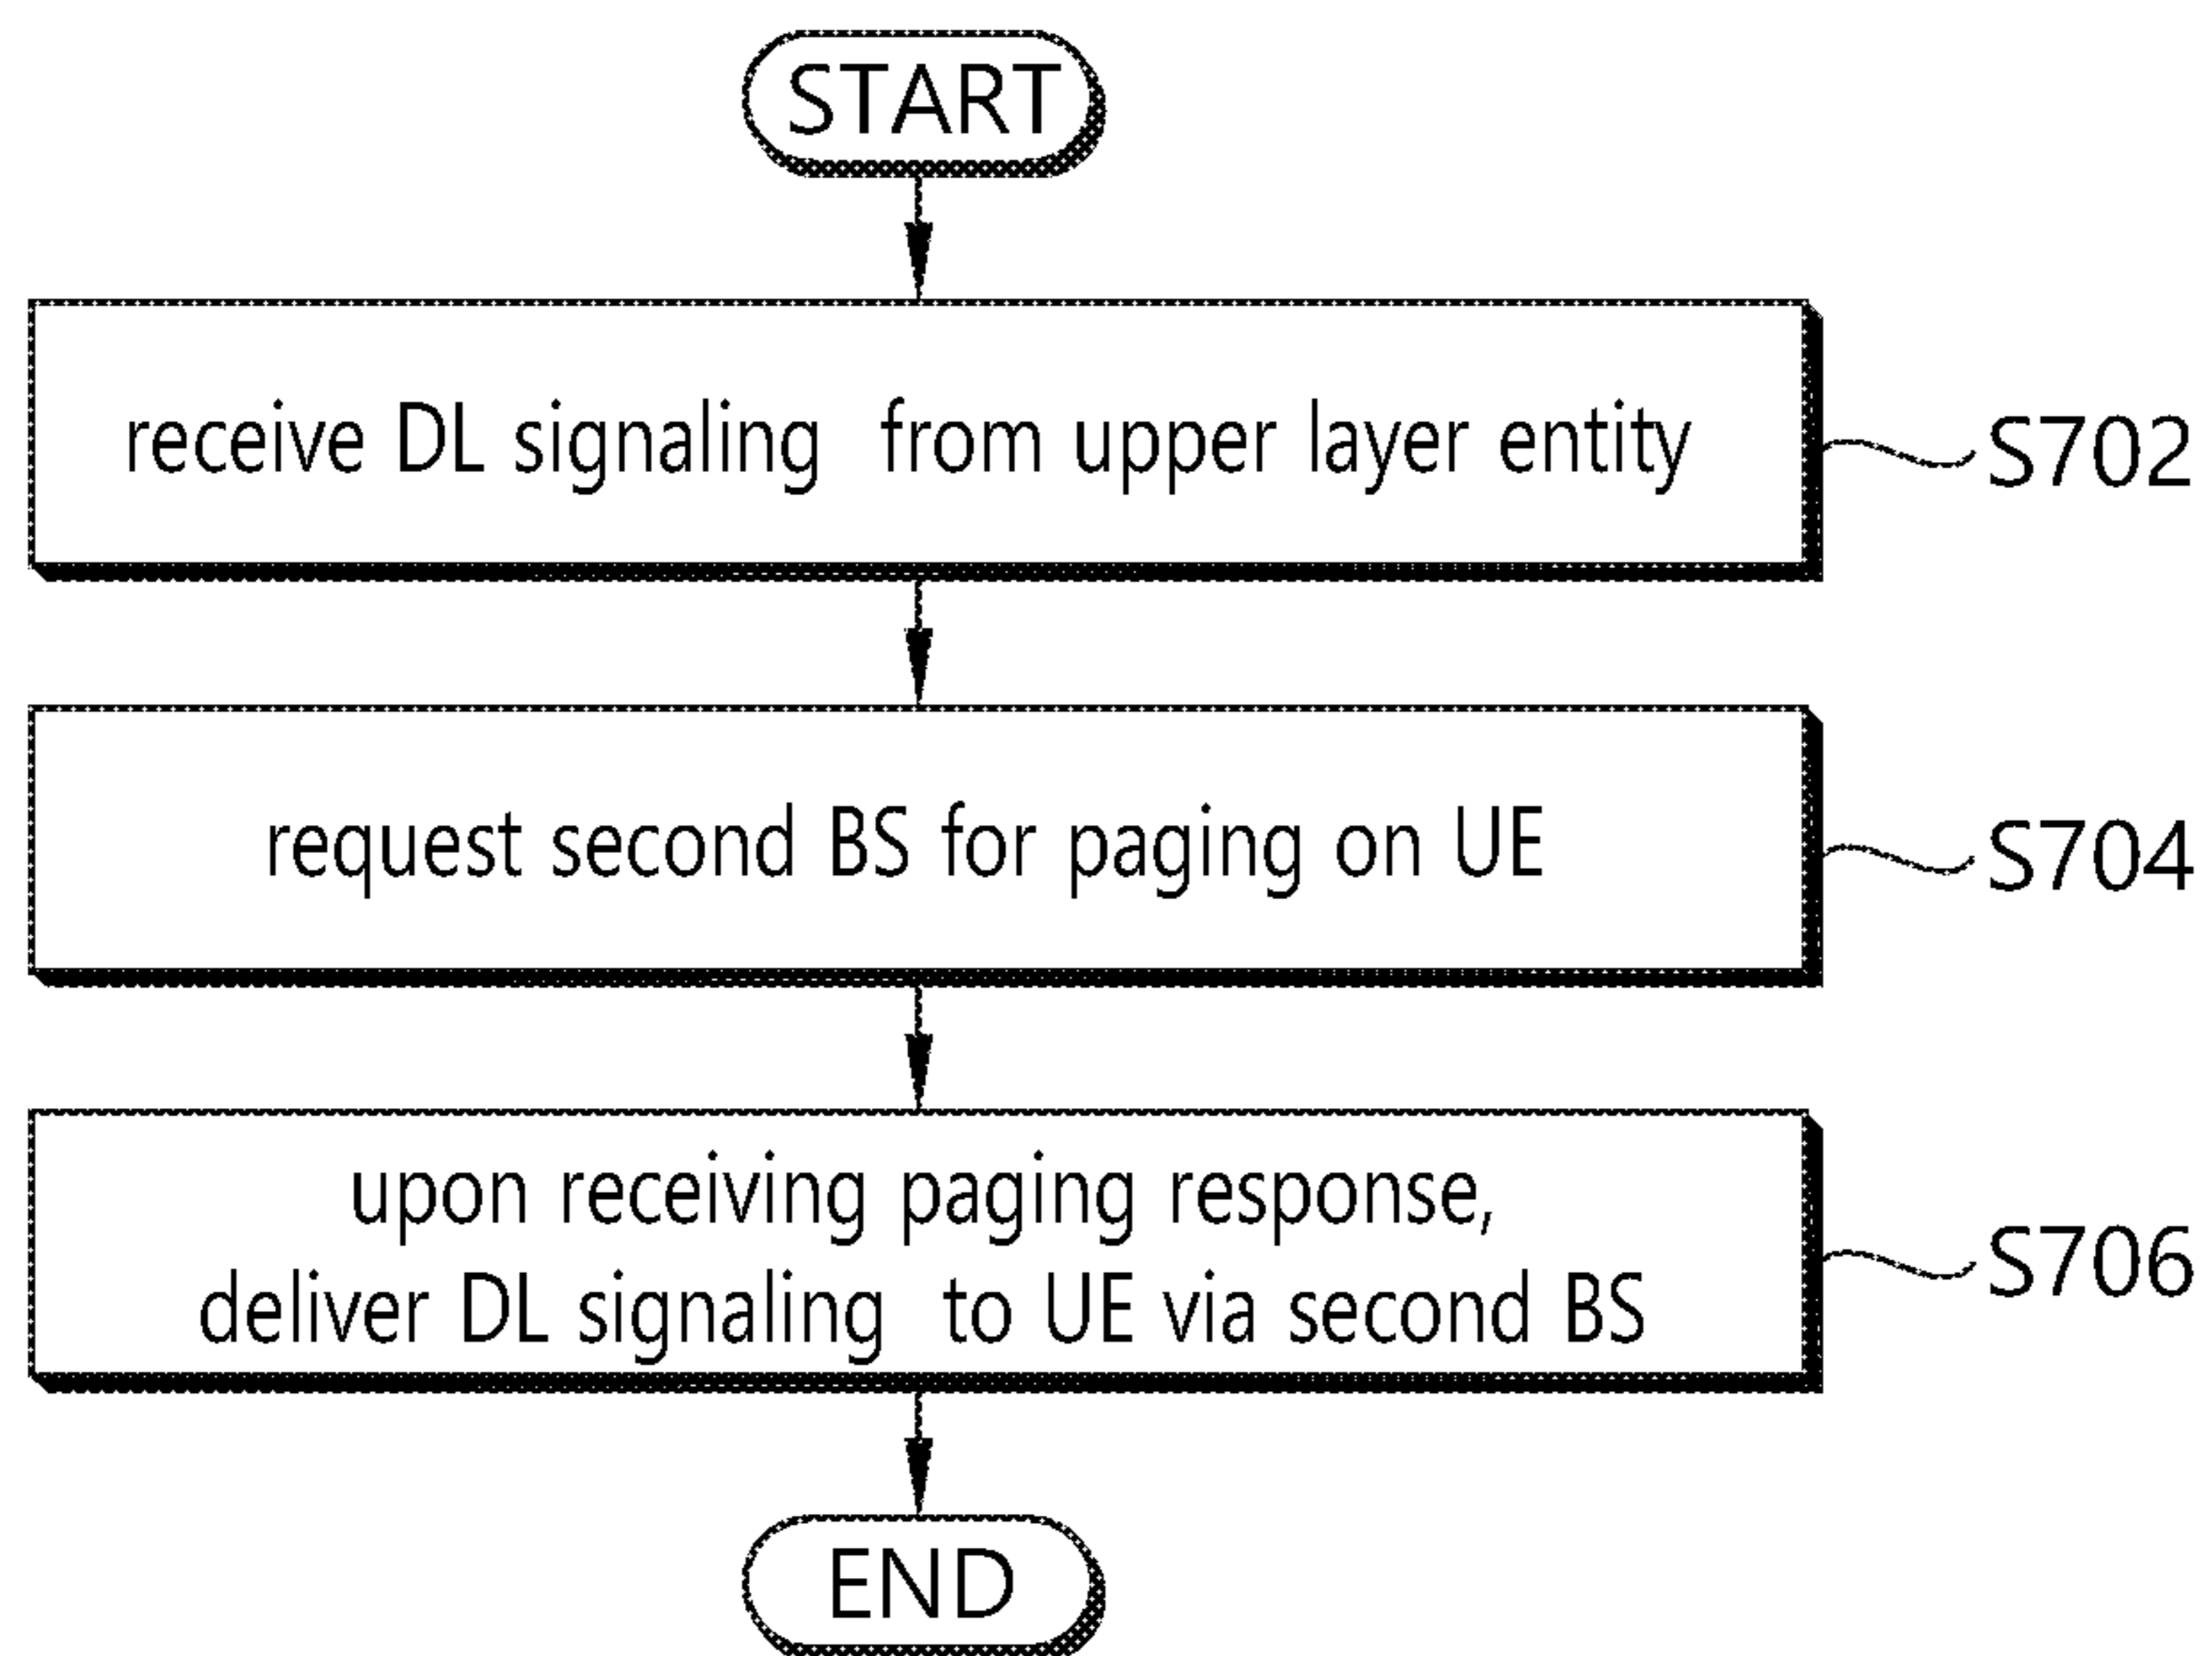 START
receive DL signaling from upper layer entity
S702
request second BS for paging on UE
S704
upon receiving paging response,
deliver DL signaling to UE via second BS
S706
END